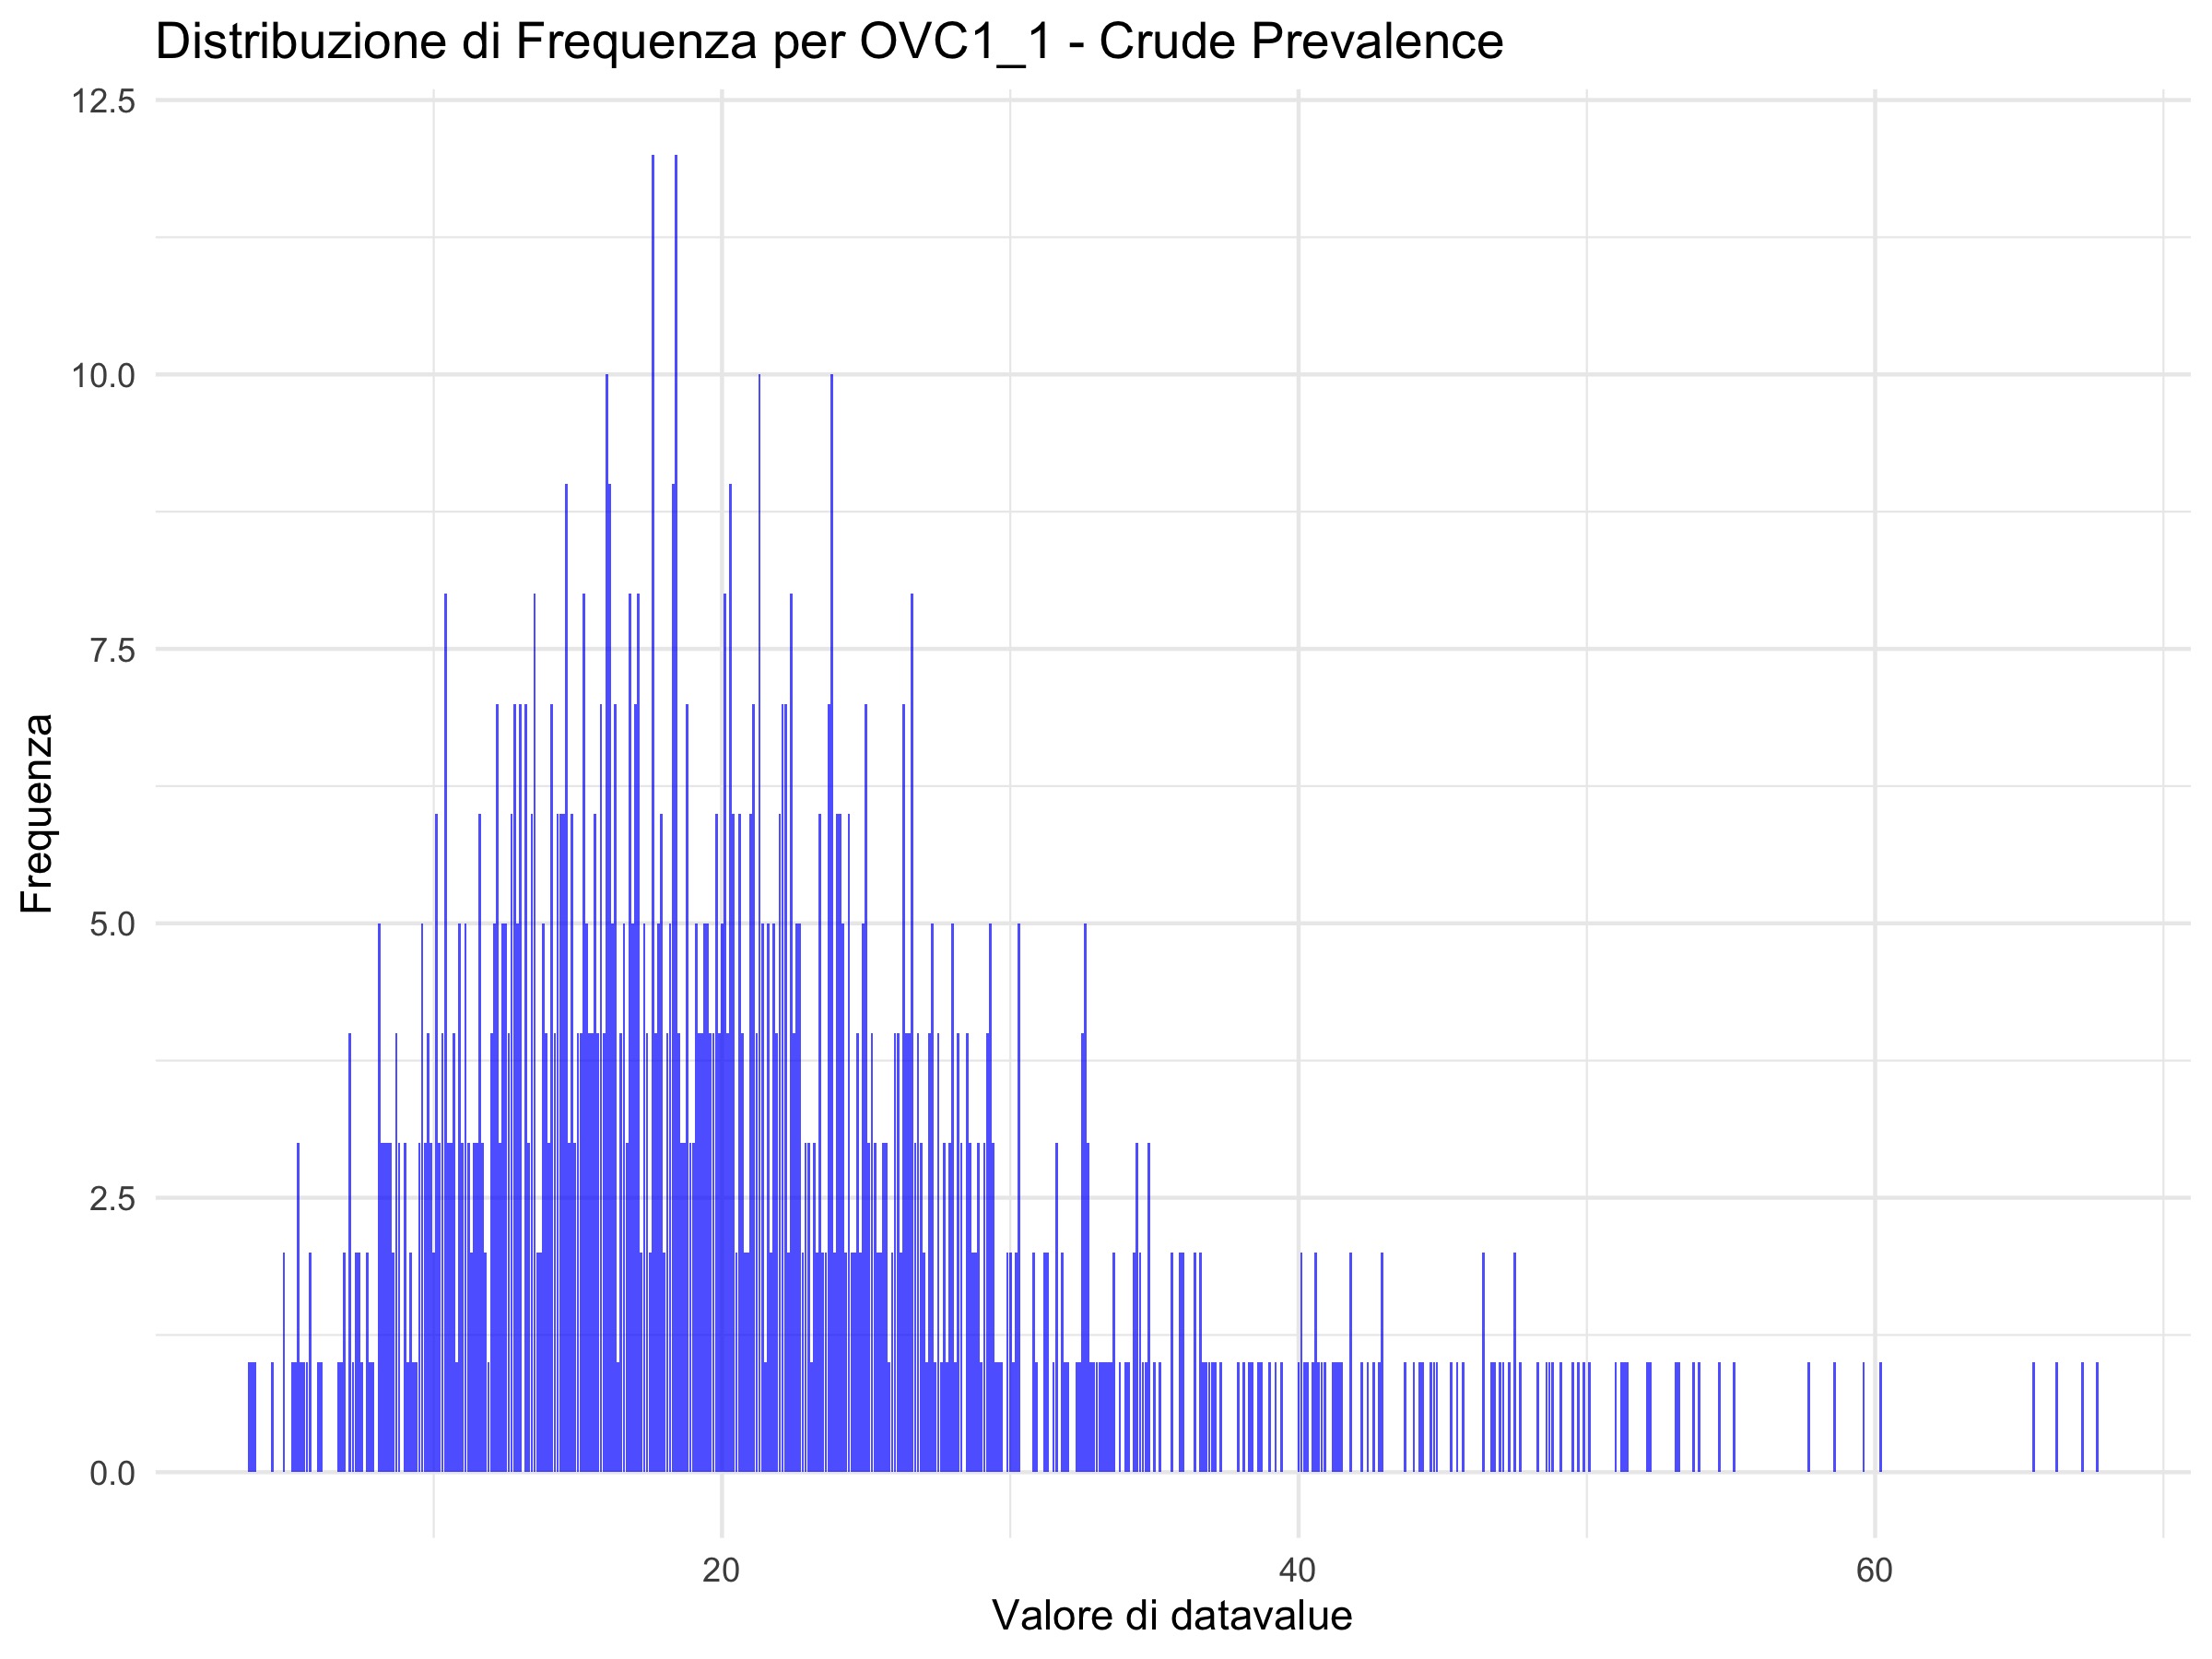 Distribuzione di Frequenza per OVC1_1 - Crude Prevalence
12.5
10.0
7.5
5.0
2.5
0.0
Frequenza
20 40 60
Valore di datavalue